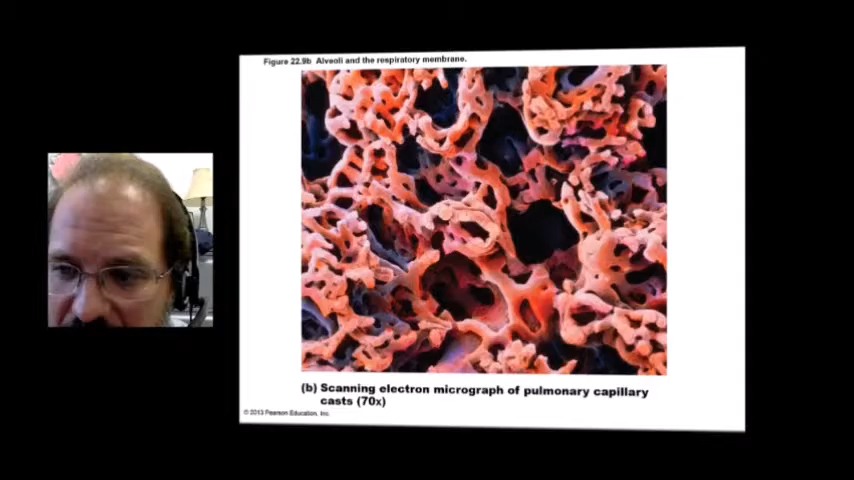 Figure 22.9b Alveoli and the respiratory membrane.
(b) Scanning electron micrograph of pulmonary capillary
casts (70x)
© 2013 Pearson Education, Inc.